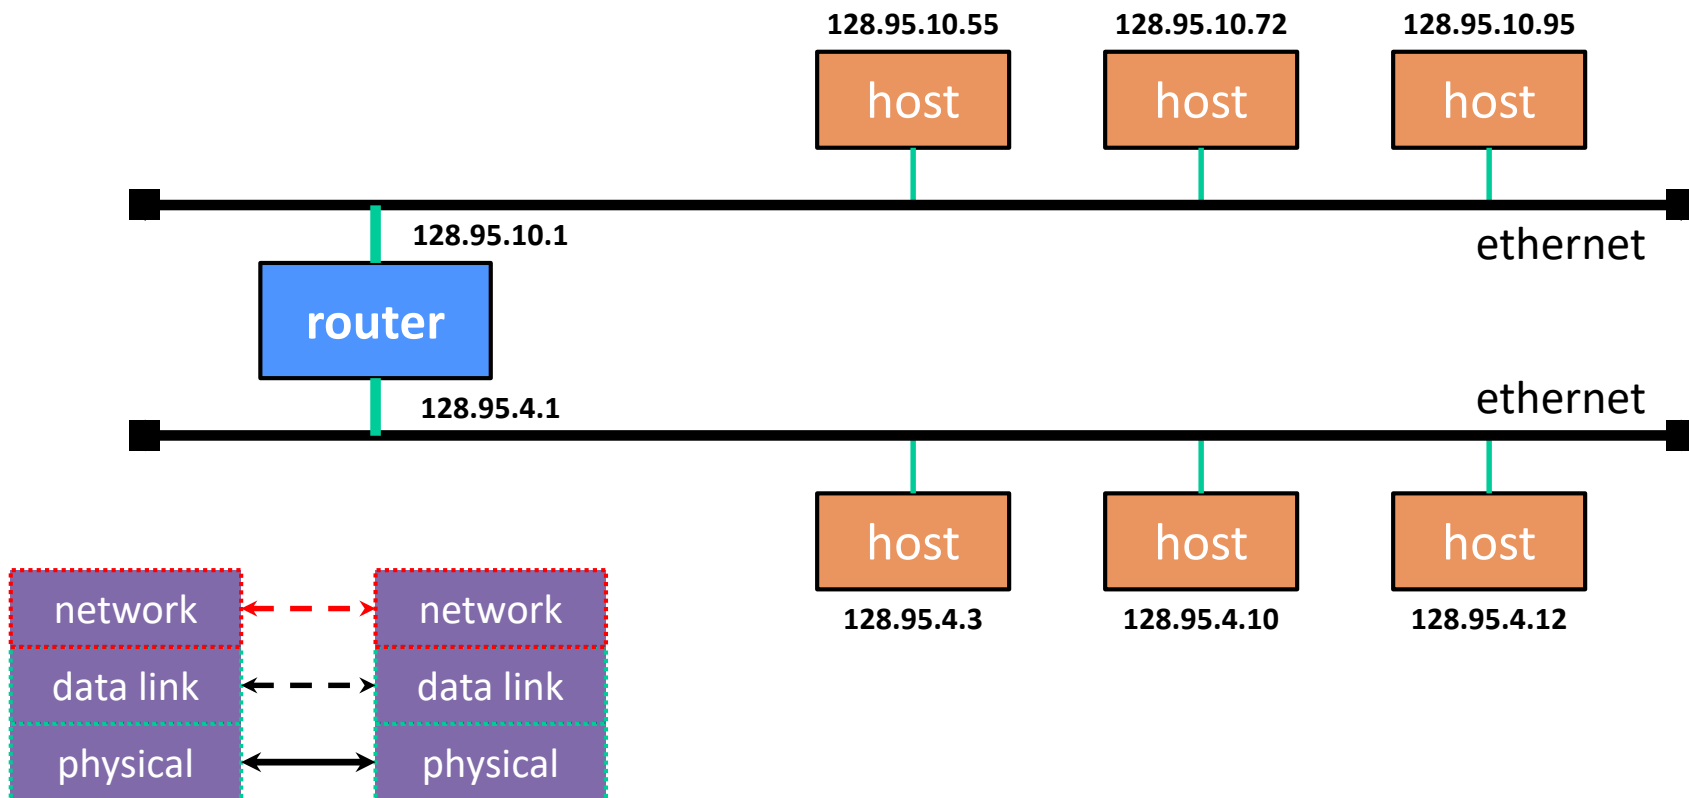 128.95.10.55 128.95.10.72 128.95.10.95
host host host
128.95.10.1
ethernet
router
128.95.4.1
ethernet
host host host
128.95.4.3 128.95.4.10 128.95.4.12
network network
data link data link
physical physical